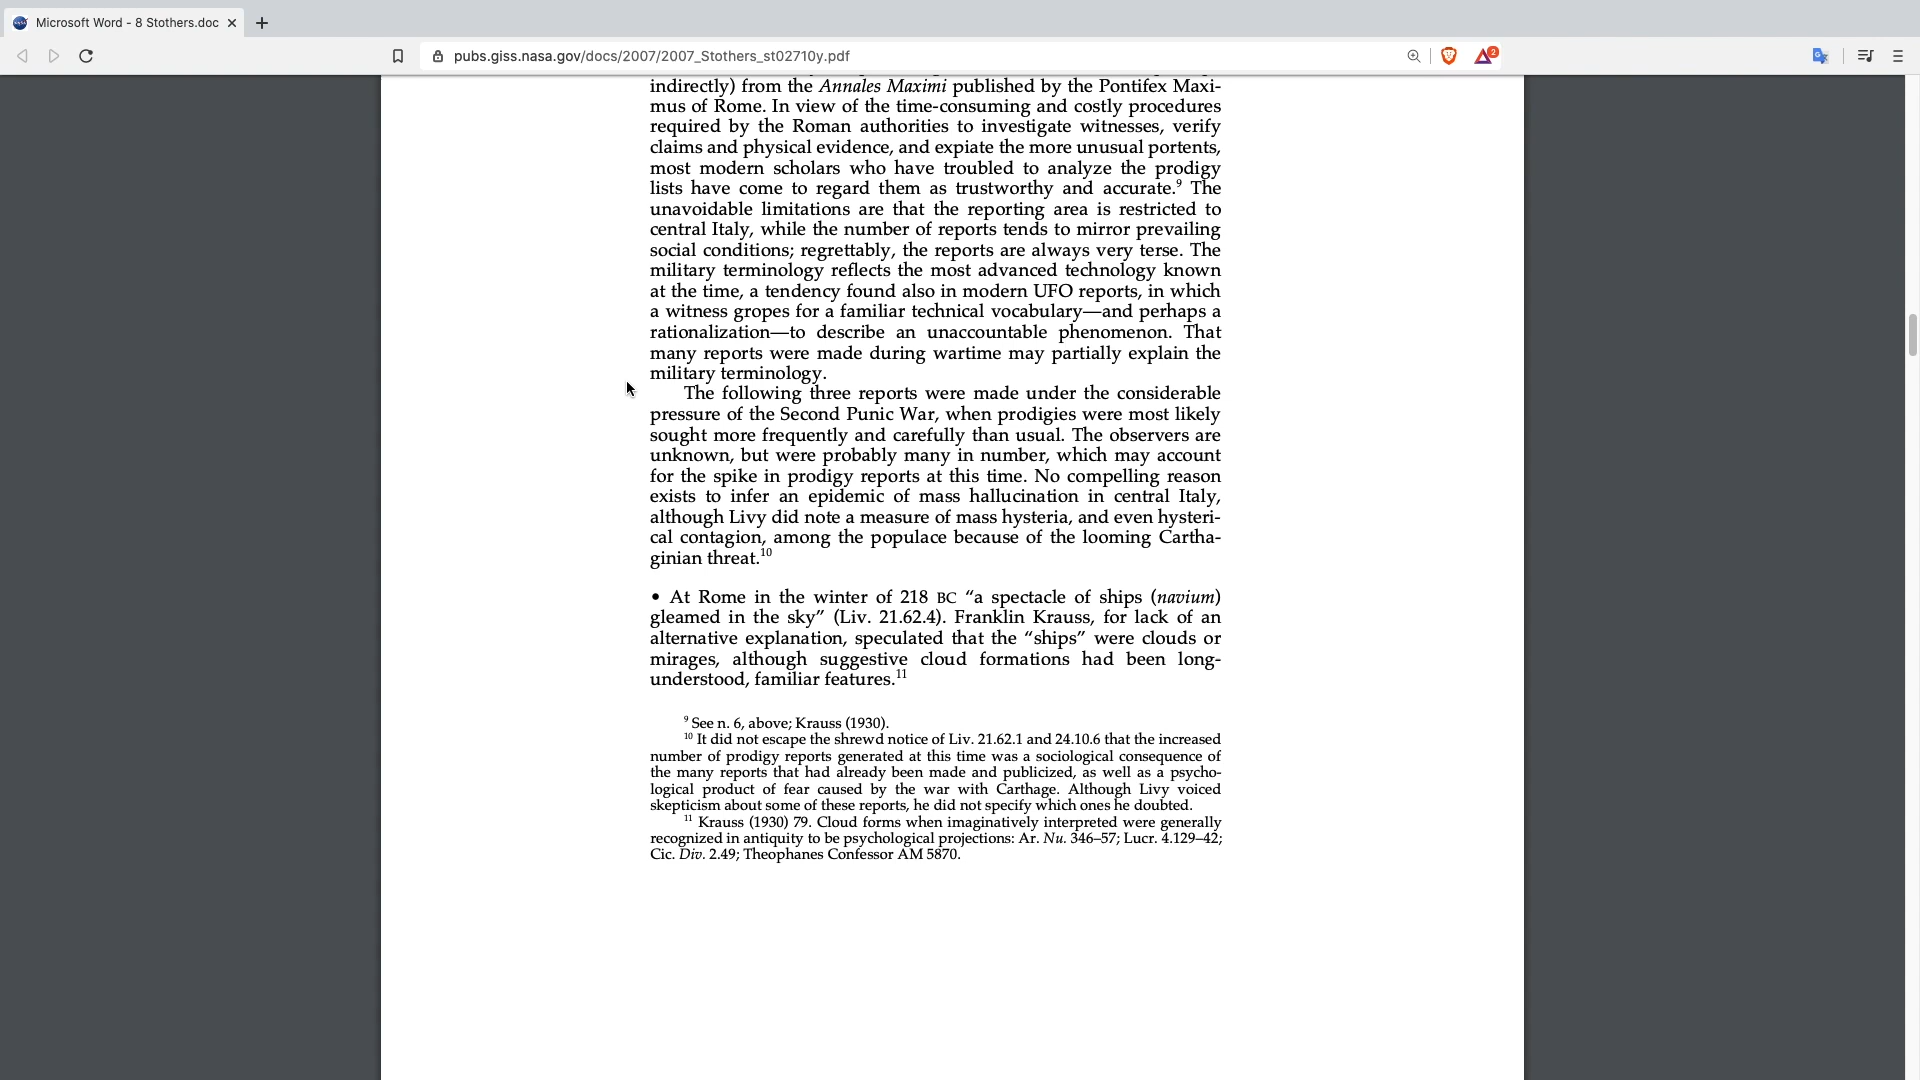 Microsoft Word - 8 Stothers.doc
pubs.giss.nasa.gov/docs/2007/2007_Stothers_st02710y.pdf
2
indirectly) from the Annales Maximi published by the Pontifex Maxi-
mus of Rome. In view of the time-consuming and costly procedures
required by the Roman authorities to investigate witnesses, verify
claims and physical evidence, and expiate the more unusual portents,
most modern scholars who have troubled to analyze the prodigy
lists have come to regard them as trustworthy and accurate.9 The
unavoidable limitations are that the reporting area is restricted to
central Italy, while the number of reports tends to mirror prevailing
social conditions; regrettably, the reports are always very terse. The
military terminology reflects the most advanced technology known
at the time, a tendency found also in modern UFO reports, in which
a witness gropes for a familiar technical vocabulary—and perhaps a
rationalization—to describe an unaccountable phenomenon. That
many reports were made during wartime may partially explain the
military terminology.
The following three reports were made under the considerable
pressure of the Second Punic War, when prodigies were most likely
sought more frequently and carefully than usual. The observers are
unknown, but were probably many in number, which may account
for the spike in prodigy reports at this time. No compelling reason
exists to infer an epidemic of mass hallucination in central Italy,
although Livy did note a measure of mass hysteria, and even hysteri-
cal contagion, among the populace because of the looming Cartha-
ginian threat.10
• At Rome in the winter of 218 BC “a spectacle of ships (navium)
gleamed in the sky” (Liv. 21.62.4). Franklin Krauss, for lack of an
alternative explanation, speculated that the “ships” were clouds or
mirages, although suggestive cloud formations had been long-
understood, familiar features.11
9 See n. 6, above; Krauss (1930).
10 It did not escape the shrewd notice of Liv. 21.62.1 and 24.10.6 that the increased
number of prodigy reports generated at this time was a sociological consequence of
the many reports that had already been made and publicized, as well as a psycho-
logical product of fear caused by the war with Carthage. Although Livy voiced
skepticism about some of these reports, he did not specify which ones he doubted.
11 Krauss (1930) 79. Cloud forms when imaginatively interpreted were generally
recognized in antiquity to be psychological projections: Ar. Nu. 346–57; Lucr. 4.129–42;
Cic. Div. 2.49; Theophanes Confessor AM 5870.